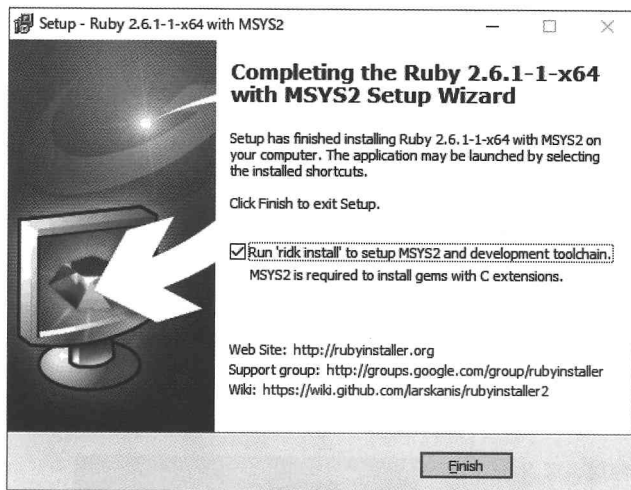 Setup - Ruby 2.6.1-1-x64 with MSYS2
Completing the Ruby 2.6.1-1-x64
with MSYS2 Setup Wizard
Setup has finished installing Ruby 2.6.1-1-x64 with MSYS2 on
your computer. The application may be launched by selecting
the installed shortcuts.
Click Finish to exit Setup.
Run 'ridk install' to setup MSYS2 and development toolchain.
MSYS2 is required to install gems with C extensions.
Web Site: http://rubyinstaller.org
Support group: http://groups.google.com/group/rubyinstaller
Wiki: https://wiki.github.com/larskanis/rubyinstaller2
Finish